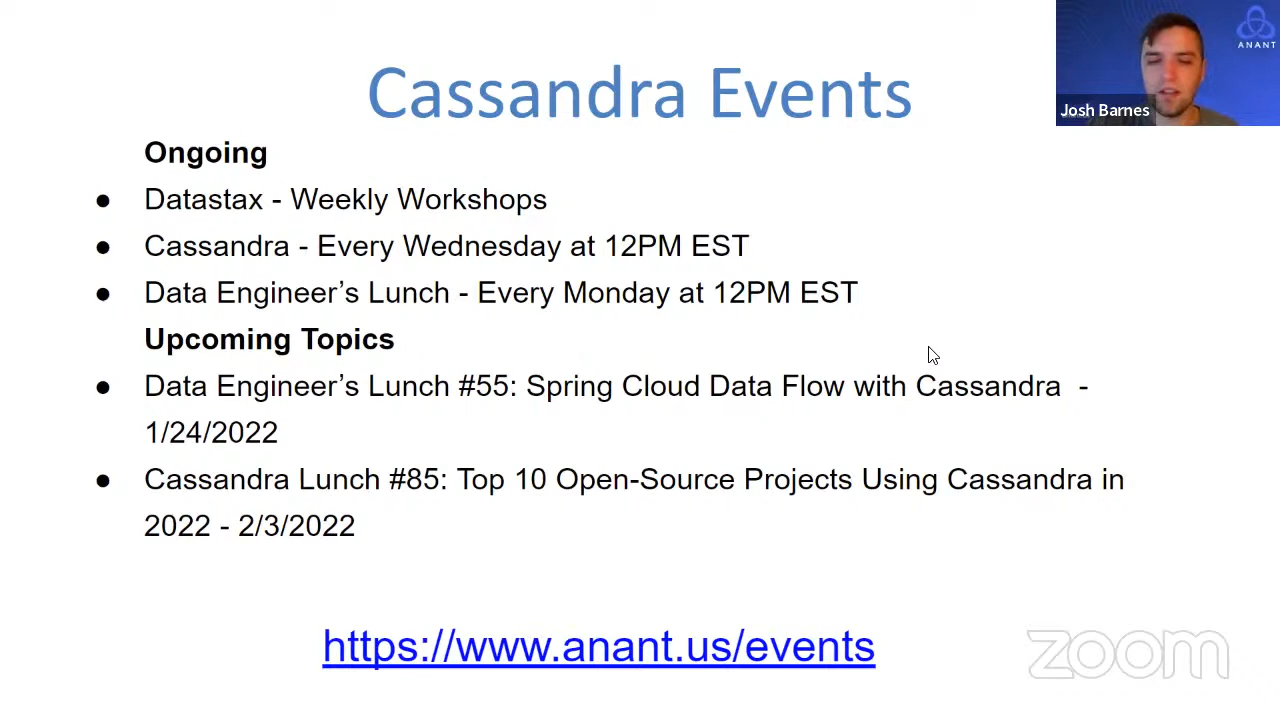 ANANT
Josh Barnes
Cassandra Events
Ongoing
● Datastax - Weekly Workshops
● Cassandra - Every Wednesday at 12PM EST
● Data Engineer’s Lunch - Every Monday at 12PM EST
Upcoming Topics
● Data Engineer’s Lunch #55: Spring Cloud Data Flow with Cassandra -
1/24/2022
● Cassandra Lunch #85: Top 10 Open-Source Projects Using Cassandra in
2022 - 2/3/2022
https://www.anant.us/events
zoom